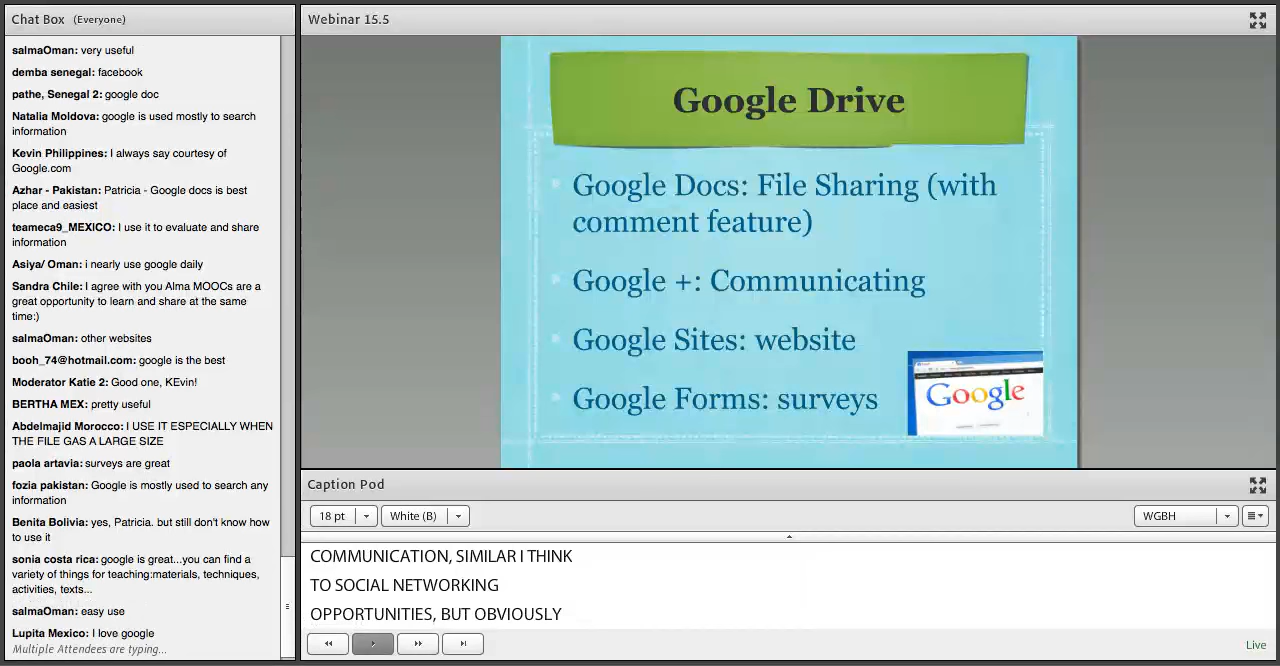 Chat Box (Everyone)
salmaOman: very useful
demba senegal: facebook
pathe, Senegal 2: google doc
Natalia Moldova: google is used mostly to search
information
Kevin Philippines: I always say courtesy of
Google.com
Azhar - Pakistan: Patricia - Google docs is best
place and easiest
teameca9_MEXICO: I use it to evaluate and share
information
Asiya/ Oman: i nearly use google daily
Sandra Chile: I agree with you Alma MOOCs are a
great opportunity to learn and share at the same
time:)
salmaOman: other websites
booh_74@hotmail.com: google is the best
Moderator Katie 2: Good one, KEvin!
BERTHA MEX: pretty useful
Abdelmajid Morocco: I USE IT ESPECIALLY WHEN
THE FILE GAS A LARGE SIZE
paola artavia: surveys are great
fozia pakistan: Google is mostly used to search any
information
Benita Bolivia: yes, Patricia. but still don't know how
to use it
sonia costa rica: google is great...you can find a
variety of things for teaching:materials, techniques,
activities, texts...
salmaOman: easy use
Lupita Mexico: I love google
Multiple Attendees are typing...
Webinar 15.5
Google Drive
Google Docs: File Sharing (with
comment feature)
Google +: Communicating
Google Sites: website
Google Forms: surveys
Google
Caption Pod
18 pt
White (B)
WGBH
COMMUNICATION, SIMILAR I THINK
TO SOCIAL NETWORKING
OPPORTUNITIES, BUT OBVIOUSLY
Live